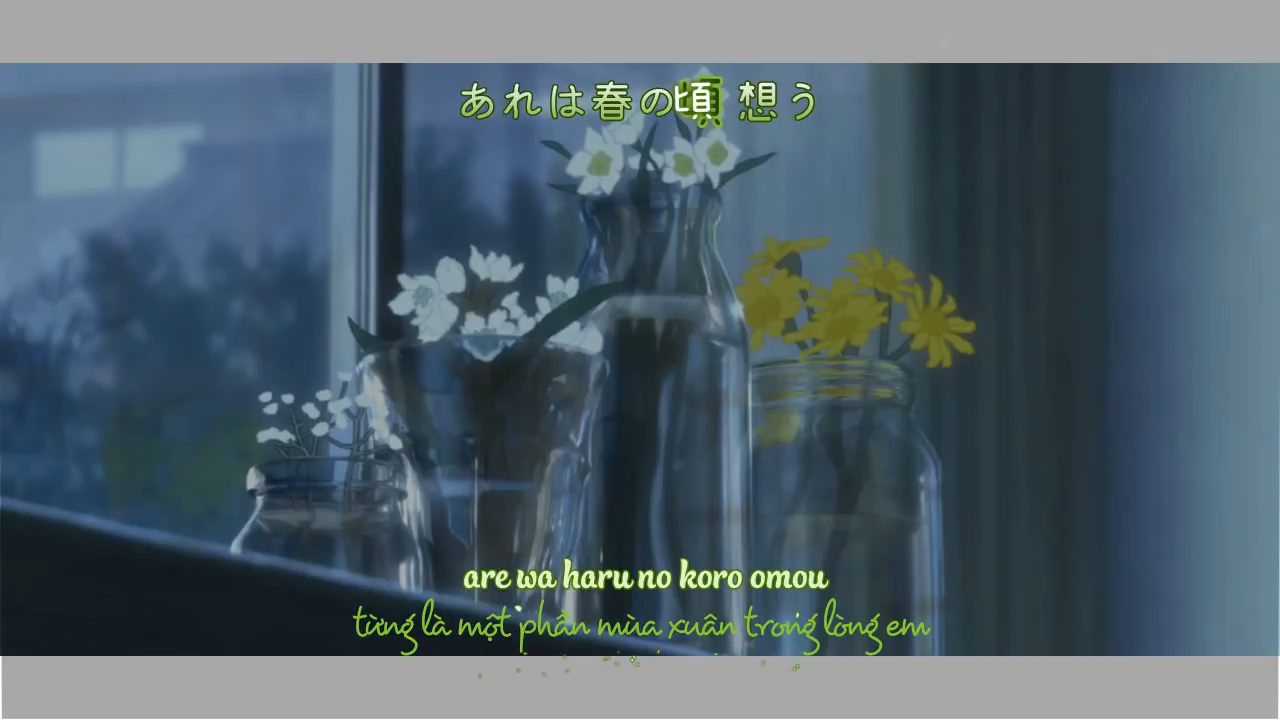 あれは春の頃 想う
are wa haru no koro omou
từng là một phần mùa xuân trong lòng em